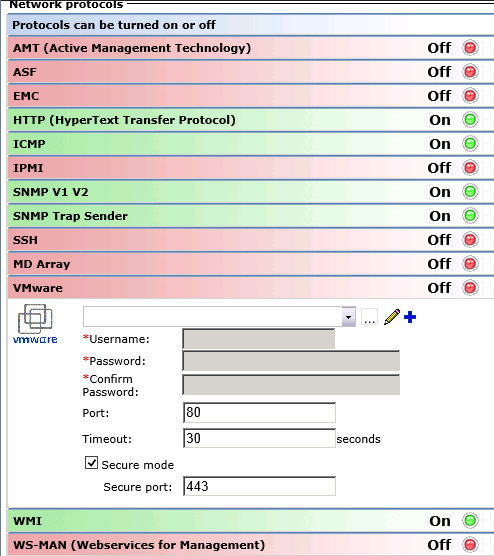 Network protocols
Protocols can be turned on or off
AMT (Active Management Technology) Off
ASF Off
EMC Off
HTTP (HyperText Transfer Protocol) On
ICMP On
IPMI Off
SNMP V1 V2 On
SNMP Trap Sender On
SSH Off
MD Array Off
VMware Off
vmware
...
*Username:
*Password:
*Confirm
Password:
Port: 80
Timeout: 30 seconds
Secure mode
Secure port: 443
WMI On
WS-MAN (Webservices for Management) Off